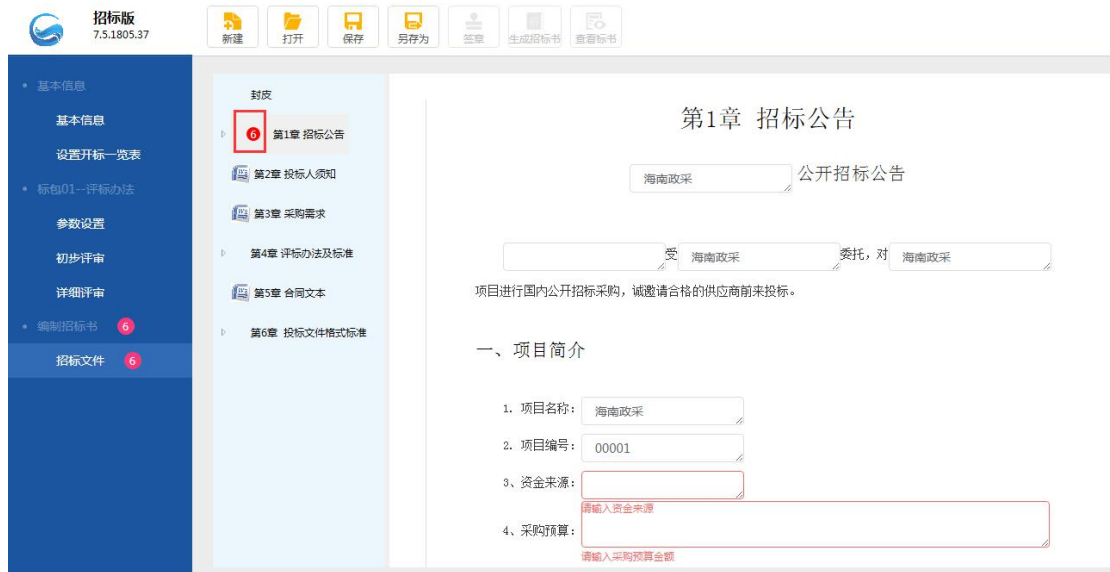 招标版
7.5.1805.37
新建 打开 保存 另存为 签章 生成招标书 查看标书
基本信息
基本信息
设置开标一览表
标包01--评标办法
参数设置
初步评审
详细评审
编制招标书 6
招标文件 6
封皮
6 第1章 招标公告
第2章 投标人须知
第3章 采购需求
第4章 评标办法及标准
第5章 合同文本
第6章 投标文件格式标准
第1章 招标公告
海南政采 公开招标公告
受 海南政采 委托，对 海南政采
项目进行国内公开招标采购，诚邀请合格的供应商前来投标。
一、项目简介
1. 项目名称： 海南政采
2. 项目编号： 00001
3、资金来源：
请输入资金来源
4、采购预算：
请输入采购预算金额